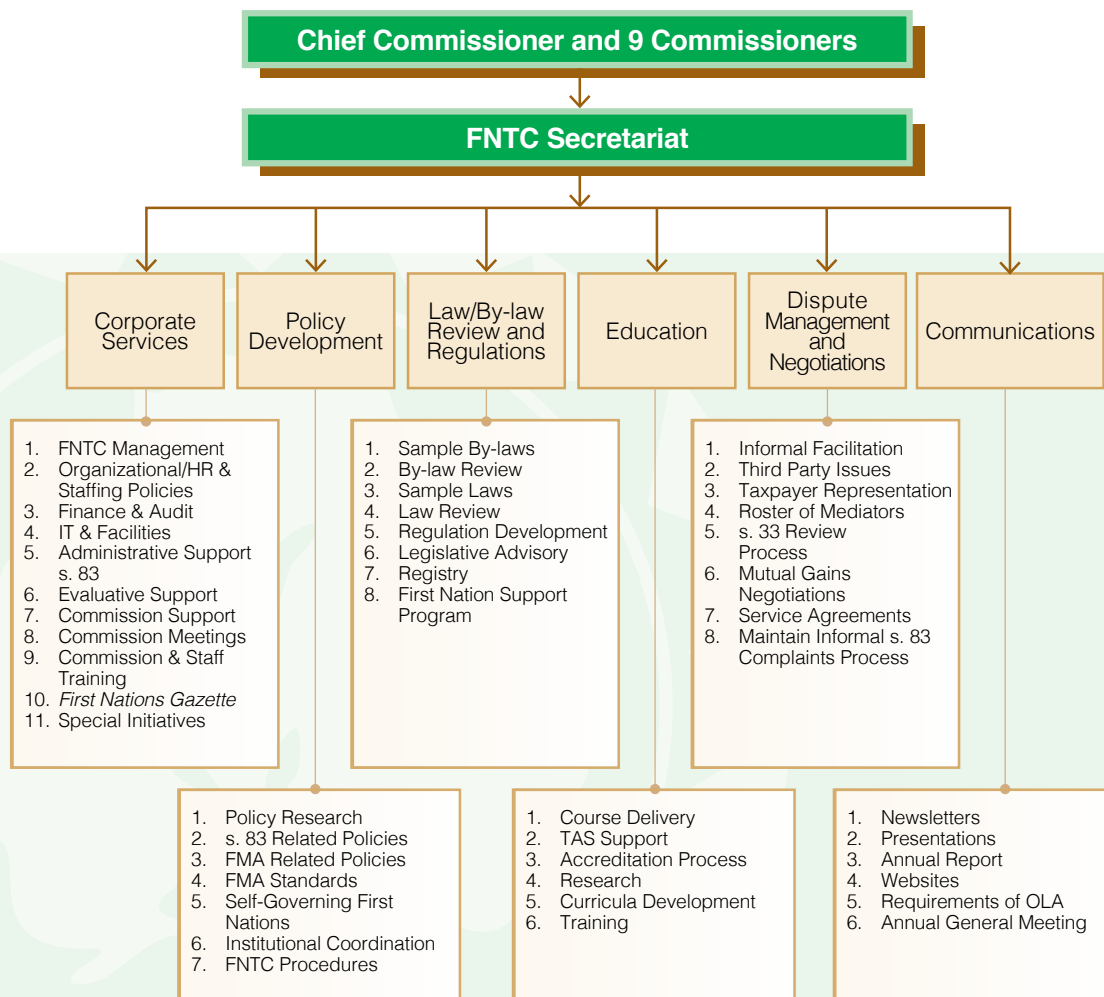 Chief Commissioner and 9 Commissioners
FNTC Secretariat
Corporate
Services
Policy
Development
Law/By-law
Review and
Regulations
Education
Dispute
Management
and
Negotiations
Communications
1. FNTC Management
2. Organizational/HR &
Staffing Policies
3. Finance & Audit
4. IT & Facilities
5. Administrative Support
s. 83
6. Evaluative Support
7. Commission Support
8. Commission Meetings
9. Commission & Staff
Training
10. First Nations Gazette
11. Special Initiatives
1. Sample By-laws
2. By-law Review
3. Sample Laws
4. Law Review
5. Regulation Development
6. Legislative Advisory
7. Registry
8. First Nation Support
Program
1. Informal Facilitation
2. Third Party Issues
3. Taxpayer Representation
4. Roster of Mediators
5. s. 33 Review
Process
6. Mutual Gains
Negotiations
7. Service Agreements
8. Maintain Informal s. 83
Complaints Process
1. Policy Research
2. s. 83 Related Policies
3. FMA Related Policies
4. FMA Standards
5. Self-Governing First
Nations
6. Institutional Coordination
7. FNTC Procedures
1. Course Delivery
2. TAS Support
3. Accreditation Process
4. Research
5. Curricula Development
6. Training
1. Newsletters
2. Presentations
3. Annual Report
4. Websites
5. Requirements of OLA
6. Annual General Meeting